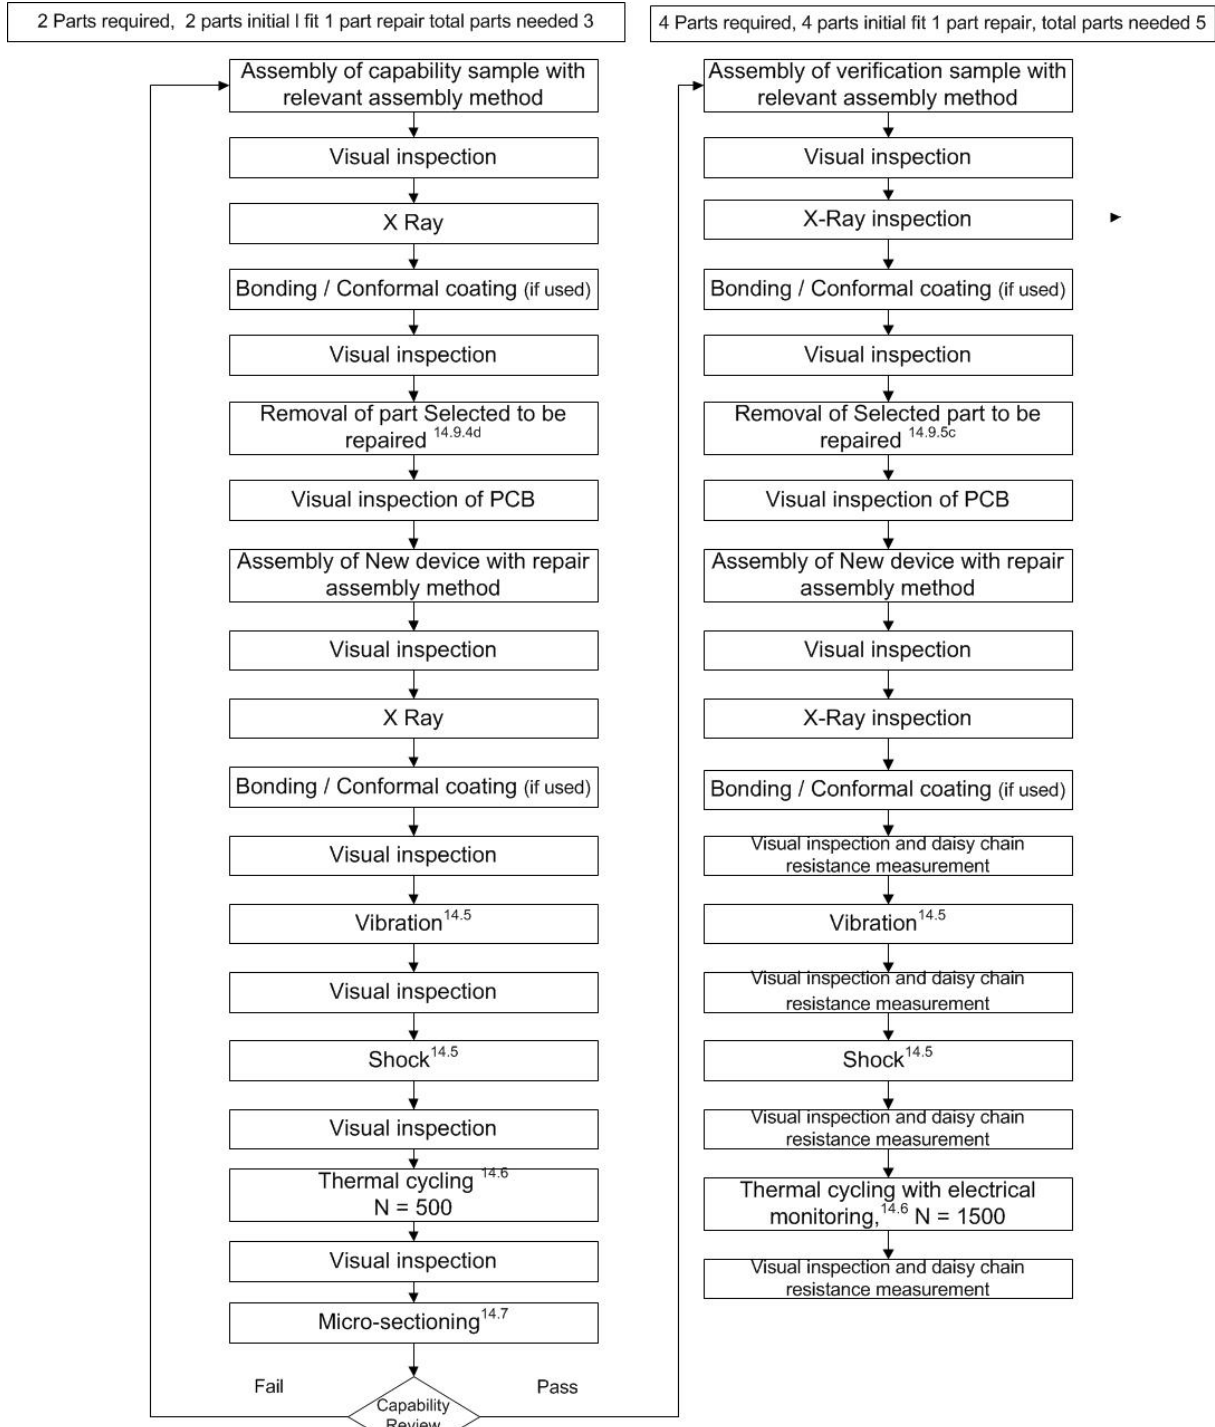 2 Parts required, 2 parts initial l fit 1 part repair total parts needed 3
Assembly of capability sample with
relevant assembly method
Visual inspection
X Ray
Bonding / Conformal coating (if used)
Visual inspection
Removal of part Selected to be
repaired 14.9.4d
Visual inspection of PCB
Assembly of New device with repair
assembly method
Visual inspection
X Ray
Bonding / Conformal coating (if used)
Visual inspection
Vibration14.5
Visual inspection
Shock14.5
Visual inspection
Thermal cycling 14.6
N = 500
Visual inspection
Micro-sectioning14.7
Fail
Pass
Capability
Review
4 Parts required, 4 parts initial fit 1 part repair, total parts needed 5
Assembly of verification sample with
relevant assembly method
Visual inspection
X-Ray inspection
Bonding / Conformal coating (if used)
Visual inspection
Removal of Selected part to be
repaired 14.9.5c
Visual inspection of PCB
Assembly of New device with repair
assembly method
Visual inspection
X-Ray inspection
Bonding / Conformal coating (if used)
Visual inspection and daisy chain
resistance measurement
Vibration14.5
Visual inspection and daisy chain
resistance measurement
Shock14.5
Visual inspection and daisy chain
resistance measurement
Thermal cycling with electrical
monitoring,14.6 N = 1500
Visual inspection and daisy chain
resistance measurement